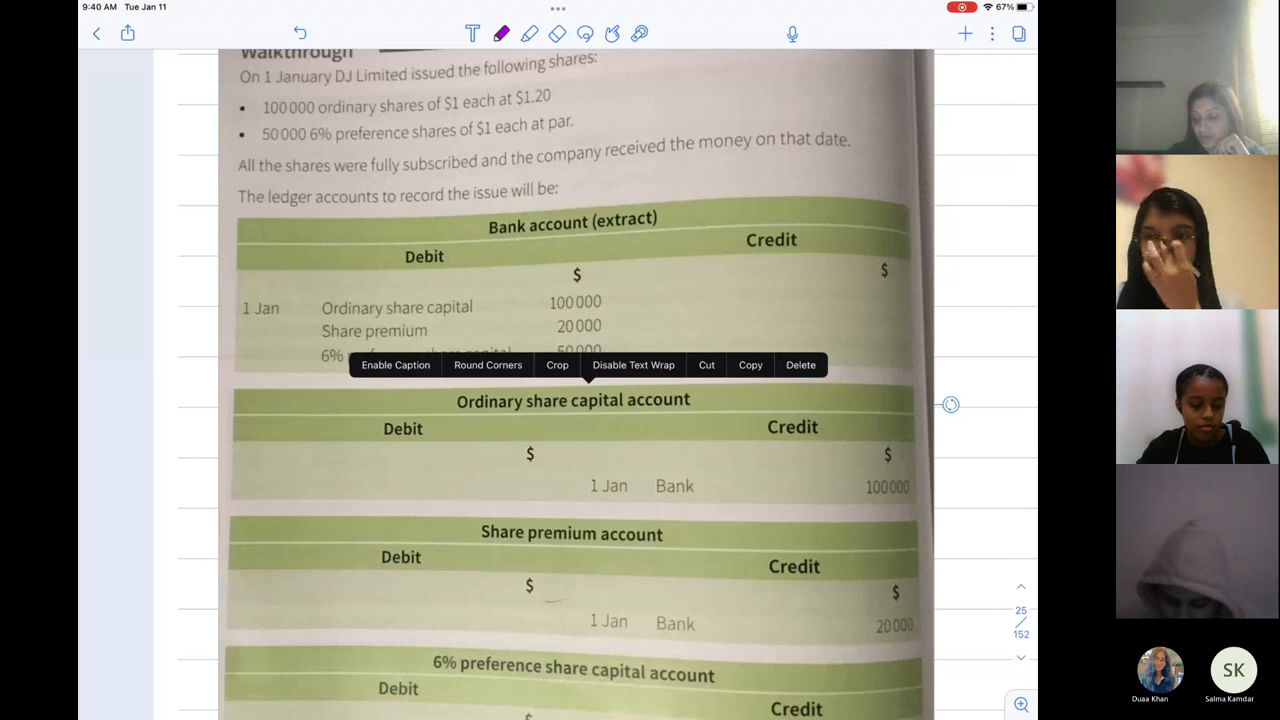 9:40 AM Tue Jan 11
67%
Walkthrough
On 1 January DJ Limited issued the following shares:
• 100 000 ordinary shares of $1 each at $1.20
• 50 000 6% preference shares of $1 each at par.
All the shares were fully subscribed and the company received the money on that date.
The ledger accounts to record the issue will be:
Bank account (extract)
Debit Credit
$ $
1 Jan Ordinary share capital 100 000
Share premium 20 000
6% 50 000
Enable Caption Round Corners Crop Disable Text Wrap Cut Copy Delete
Ordinary share capital account
Debit Credit
$ $
1 Jan Bank 100 000
Share premium account
Debit Credit
$ $
1 Jan Bank 20 000
6% preference share capital account
Debit Credit
$
25
/
152
SK
Duaa Khan Salma Kamdar